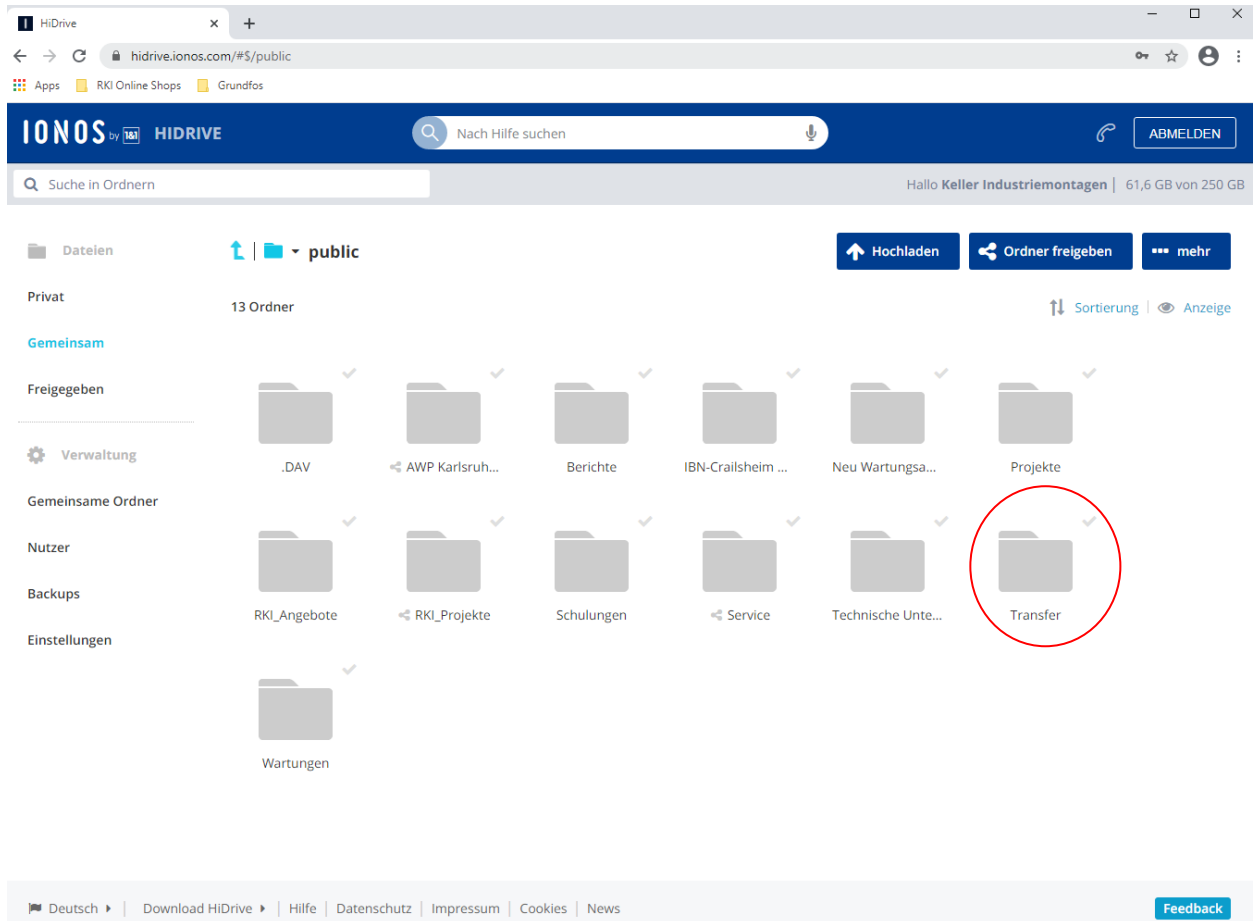 HiDrive
hidrive.ionos.com/#$/public
Apps RKI Online Shops Grundfos
IONOS by 1&1 HIDRIVE Nach Hilfe suchen ABMELDEN
Suche in Ordnern Hallo Keller Industriemontagen | 61,6 GB von 250 GB
Dateien public Hochladen Ordner freigeben mehr
Privat 13 Ordner Sortierung | Anzeige
Gemeinsam
Freigegeben
Verwaltung
.DAV AWP Karlsruh... Berichte IBN-Crailsheim ... Neu Wartungsa... Projekte
Gemeinsame Ordner
Nutzer
Backups
RKI_Angebote RKI_Projekte Schulungen Service Technische Unte... Transfer
Einstellungen
Wartungen
Deutsch | Download HiDrive | Hilfe | Datenschutz | Impressum | Cookies | News Feedback